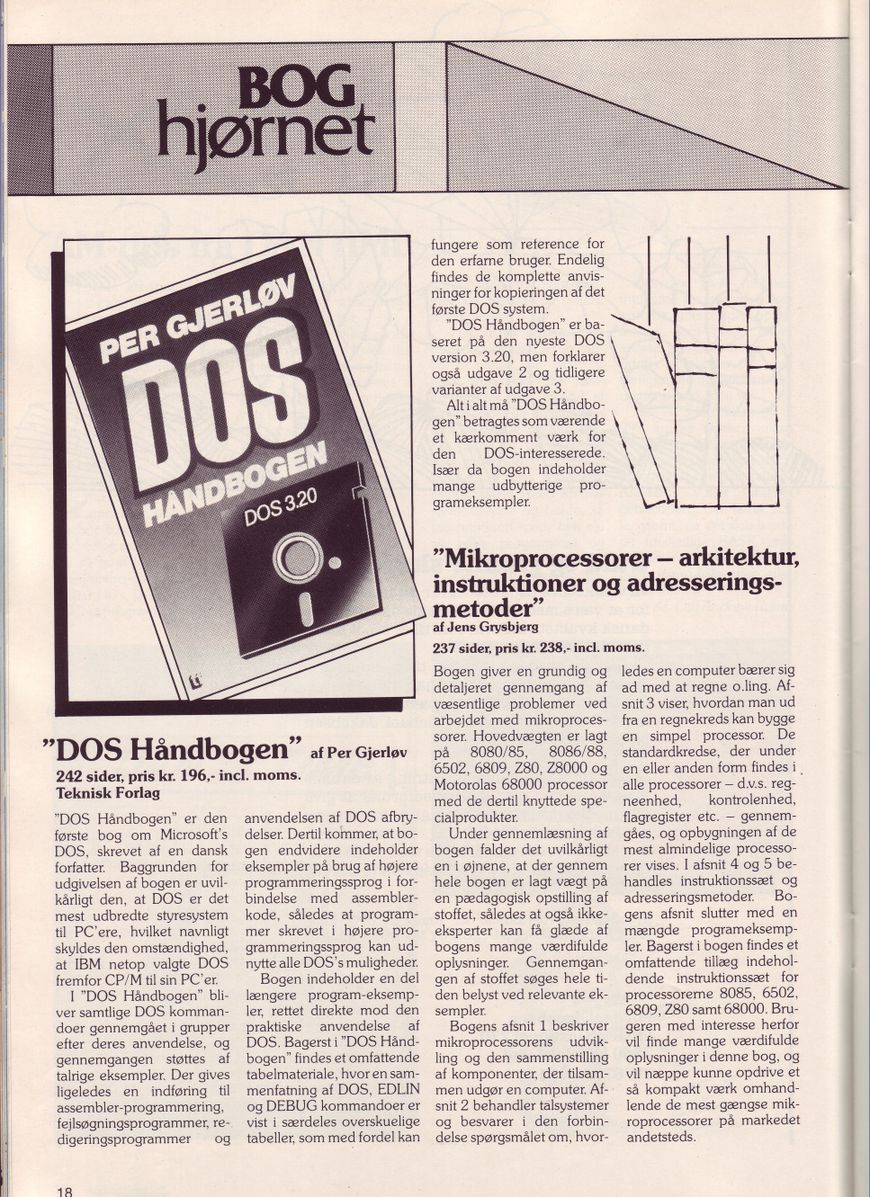 BOG
hjørnet
PER GJERLØV
DOS
HÅNDBOGEN
DOS 3.20
"DOS Håndbogen" af Per Gjerløv
242 sider, pris kr. 196,- incl. moms.
Teknisk Forlag
"DOS Håndbogen" er den
første bog om Microsoft's
DOS, skrevet af en dansk
forfatter. Baggrunden for
udgivelsen af bogen er uvil-
kårligt den, at DOS er det
mest udbredte styresystem
til PC'ere, hvilket navnligt
skyldes den omstændighed,
at IBM netop valgte DOS
fremfor CP/M til sin PC'er.
I "DOS Håndbogen" bli-
ver samtlige DOS komman-
doer gennemgået i grupper
efter deres anvendelse, og
gennemgangen støttes af
talrige eksempler. Der gives
ligeledes en indføring til
assembler-programmering,
fejlsøgningsprogrammer, re-
digeringsprogrammer og
anvendelsen af DOS afbry-
delser. Dertil kommer, at bo-
gen endvidere indeholder
eksempler på brug af højere
programmeringssprog i for-
bindelse med assembler-
kode, således at program-
mer skrevet i højere pro-
grammeringssprog kan ud-
nytte alle DOS's muligheder.
Bogen indeholder en del
længere program-eksemp-
ler, rettet direkte mod den
praktiske anvendelse af
DOS. Bagerst i "DOS Hånd-
bogen" findes et omfattende
tabelmateriale, hvor en sam-
menfatning af DOS, EDLIN
og DEBUG kommandoer er
vist i særdeles overskuelige
tabeller, som med fordel kan
fungere som reference for
den erfarne bruger. Endelig
findes de komplette anvis-
ninger for kopieringen af det
første DOS system.
"DOS Håndbogen" er ba-
seret på den nyeste DOS
version 3.20, men forklarer
også udgave 2 og tidligere
varianter af udgave 3.
Alt i alt må "DOS Håndbo-
gen" betragtes som værende
et kærkomment værk for
den DOS-interesserede.
Især da bogen indeholder
mange udbytterige pro-
grameksempler.
"Mikroprocessorer – arkitektur,
instruktioner og adresserings-
metoder"
af Jens Grysbjerg
237 sider, pris kr. 238,- incl. moms.
Bogen giver en grundig og
detaljeret gennemgang af
væsentlige problemer ved
arbejdet med mikroproces-
sorer. Hovedvægten er lagt
på 8080/85, 8086/88,
6502, 6809, Z80, Z8000 og
Motorolas 68000 processor
med de dertil knyttede spe-
cialprodukter.
Under gennemlæsning af
bogen falder det uvilkårligt
en i øjnene, at der gennem
hele bogen er lagt vægt på
en pædagogisk opstilling af
stoffet, således at også ikke-
eksperter kan få glæde af
bogens mange værdifulde
oplysninger. Gennemgan-
gen af stoffet søges hele ti-
den belyst ved relevante ek-
sempler.
Bogens afsnit 1 beskriver
mikroprocessorens udvik-
ling og den sammenstilling
af komponenter, der tilsam-
men udgør en computer. Af-
snit 2 behandler talsystemer
og besvarer i den forbin-
delse spørgsmålet om, hvor-
ledes en computer bærer sig
ad med at regne o.ling. Af-
snit 3 viser, hvordan man ud
fra en regnekreds kan bygge
en simpel processor. De
standardkredse, der under
en eller anden form findes i
alle processorer – d.v.s. reg-
neenhed, kontrolenhed,
flagregister etc. – gennem-
gåes, og opbygningen af de
mest almindelige processo-
rer vises. I afsnit 4 og 5 be-
handles instruktionssæt og
adresseringsmetoder. Bo-
gens afsnit slutter med en
mængde programeksemp-
ler. Bagerst i bogen findes et
omfattende tillæg indehol-
dende instruktionssæt for
processorerne 8085, 6502,
6809, Z80 samt 68000. Bru-
geren med interesse herfor
vil finde mange værdifulde
oplysninger i denne bog, og
vil næppe kunne opdrive et
så kompakt værk omhand-
lende de mest gængse mik-
roprocessorer på markedet
andetsteds.
18